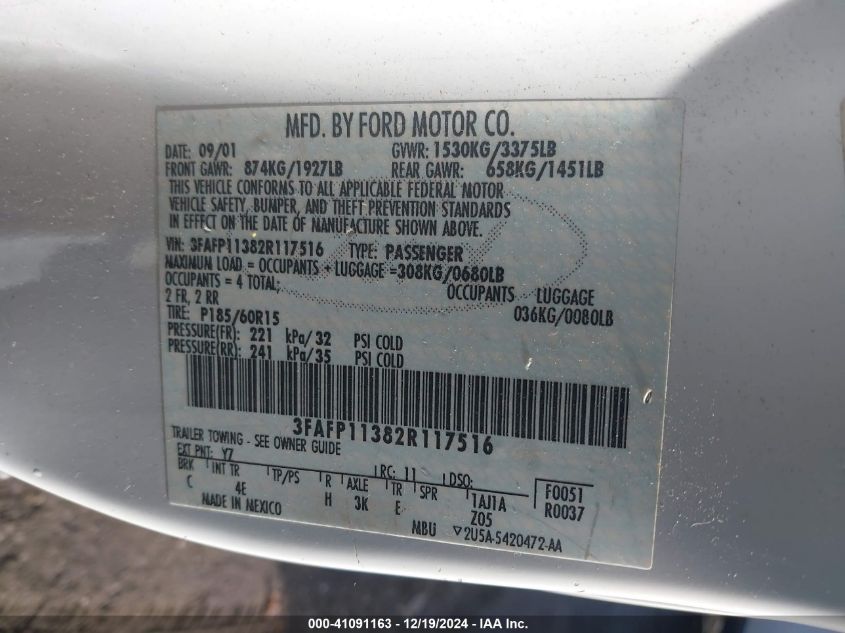 MFD. BY FORD MOTOR CO.
DATE: 09/01 GVWR: 1530KG/3375LB
FRONT GAWR: 874KG/1927LB REAR GAWR: 658KG/1451LB
THIS VEHICLE CONFORMS TO ALL APPLICABLE FEDERAL MOTOR
VEHICLE SAFETY, BUMPER, AND THEFT PREVENTION STANDARDS
IN EFFECT ON THE DATE OF MANUFACTURE SHOWN ABOVE.
VIN: 3FAFP11382R117516 TYPE: PASSENGER
MAXIMUM LOAD = OCCUPANTS + LUGGAGE =308KG/0680LB
OCCUPANTS = 4 TOTAL; OCCUPANTS LUGGAGE
2 FR, 2 RR 036KG/0080LB
TIRE: P185/60R15
PRESSURE(FR): 221 kPa/32 PSI COLD
PRESSURE(RR): 241 kPa/35 PSI COLD
3FAFP11382R117516
TRAILER TOWING - SEE OWNER GUIDE
EXT PNT: Y7 RC: 11 DSO: F0051
BRK INT TR TP/PS R AXLE TR SPR 1AJ1A R0037
C 4E H 3K E Z05
MADE IN MEXICO MBU 2U5A-5420472-AA
000-41091163 - 12/19/2024 - IAA Inc.